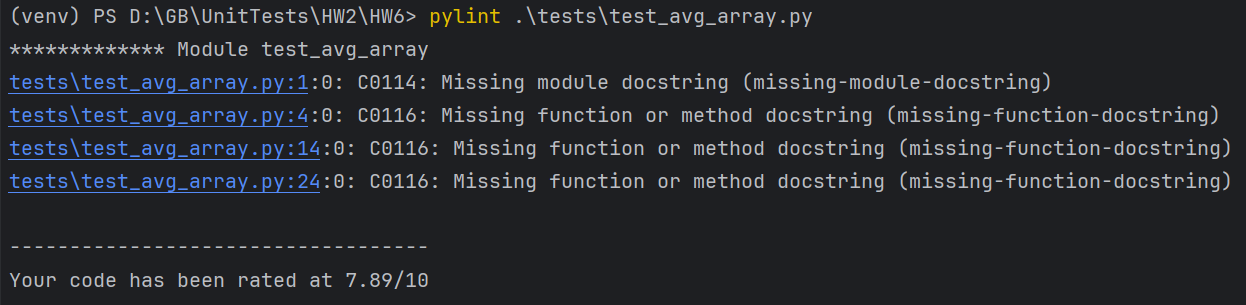 (venv) PS D:\GB\UnitTests\HW2\HW6> pylint .\tests\test_avg_array.py
************* Module test_avg_array
tests\test_avg_array.py:1:0: C0114: Missing module docstring (missing-module-docstring)
tests\test_avg_array.py:4:0: C0116: Missing function or method docstring (missing-function-docstring)
tests\test_avg_array.py:14:0: C0116: Missing function or method docstring (missing-function-docstring)
tests\test_avg_array.py:24:0: C0116: Missing function or method docstring (missing-function-docstring)
-----------------------------------
Your code has been rated at 7.89/10